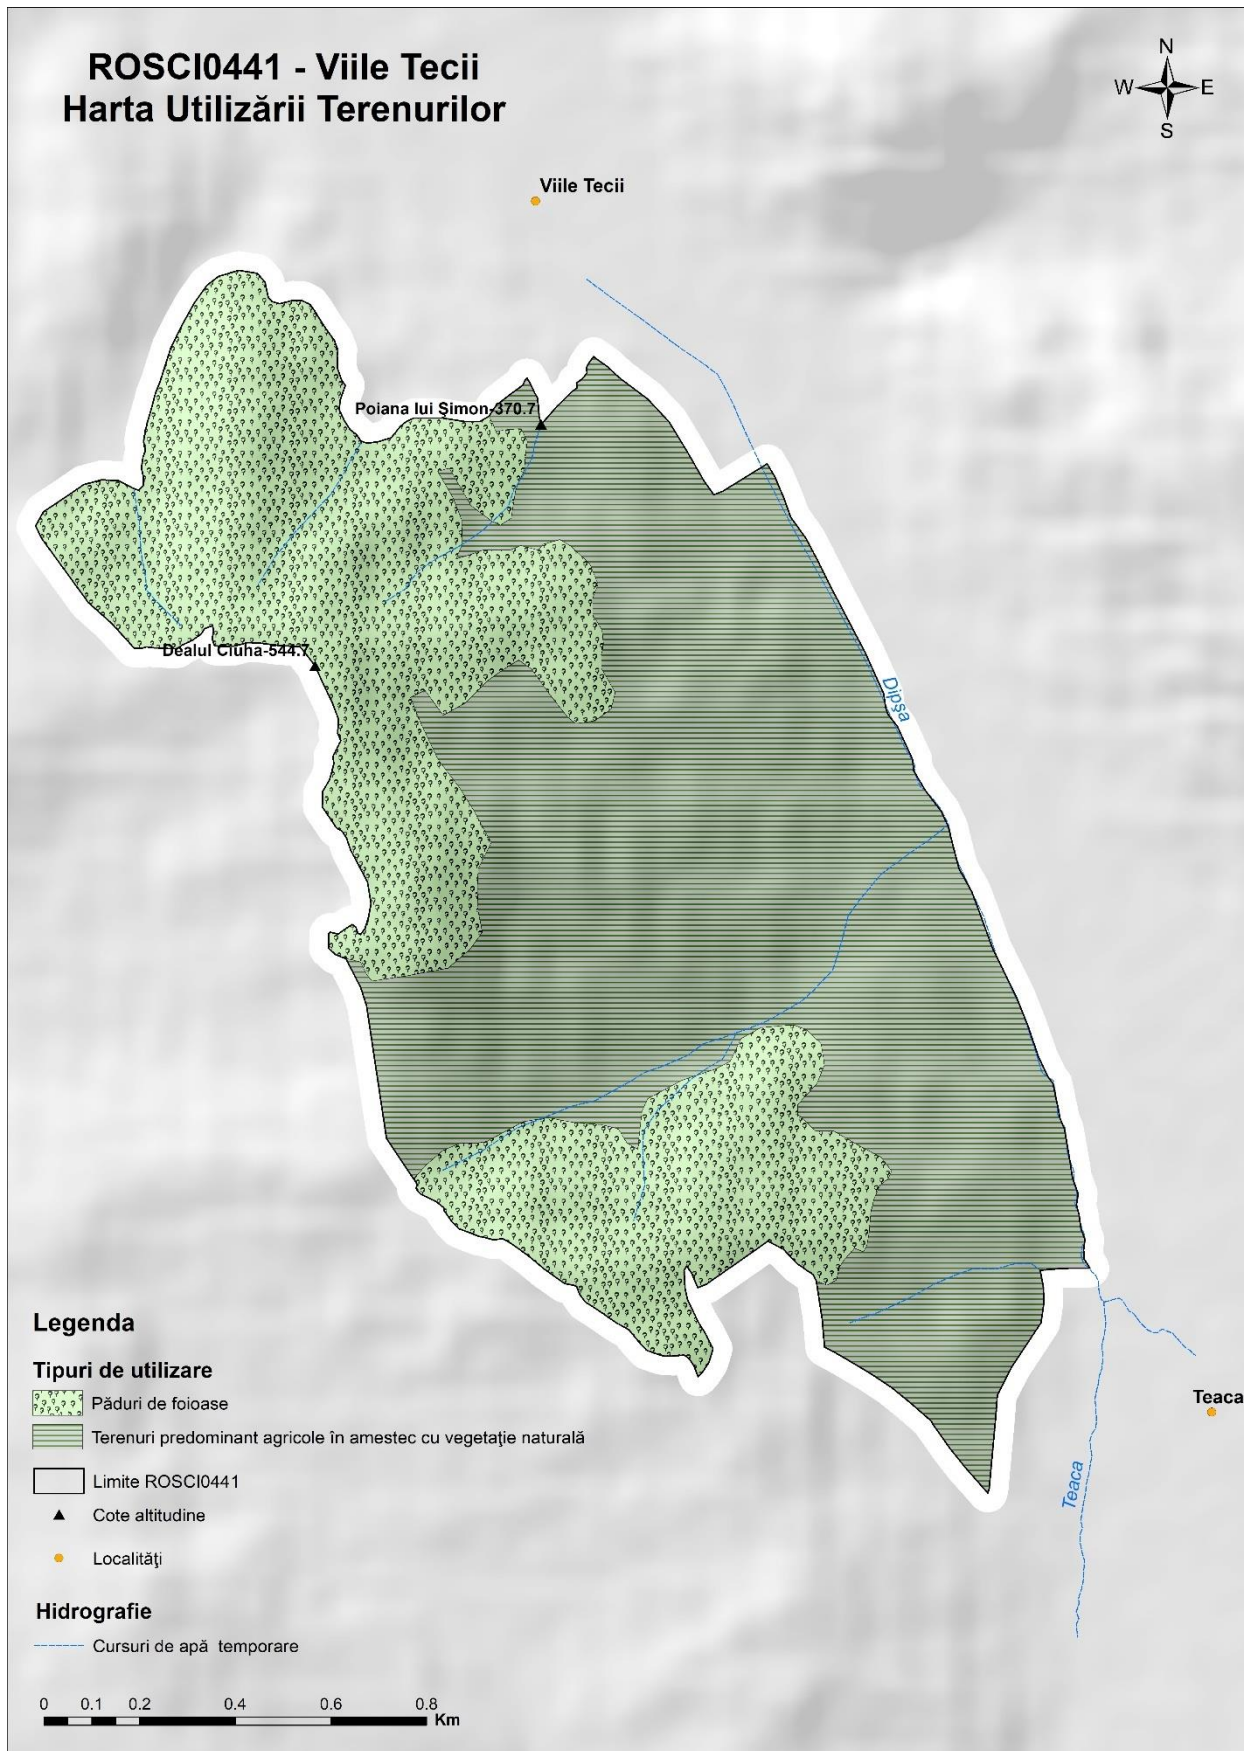 ROSCI0441 - Viile Tecii
Harta Utilizării Terenurilor
N
W E
S
Viile Tecii
Poiana lui Şimon-370.7
Dealul Ciuha-544.7
Dipşa
Teaca
Teaca
Legenda
Tipuri de utilizare
Păduri de foioase
Terenuri predominant agricole în amestec cu vegetaţie naturală
Limite ROSCI0441
Cote altitudine
Localităţi
Hidrografie
Cursuri de apă temporare
0 0.1 0.2 0.4 0.6 0.8
Km